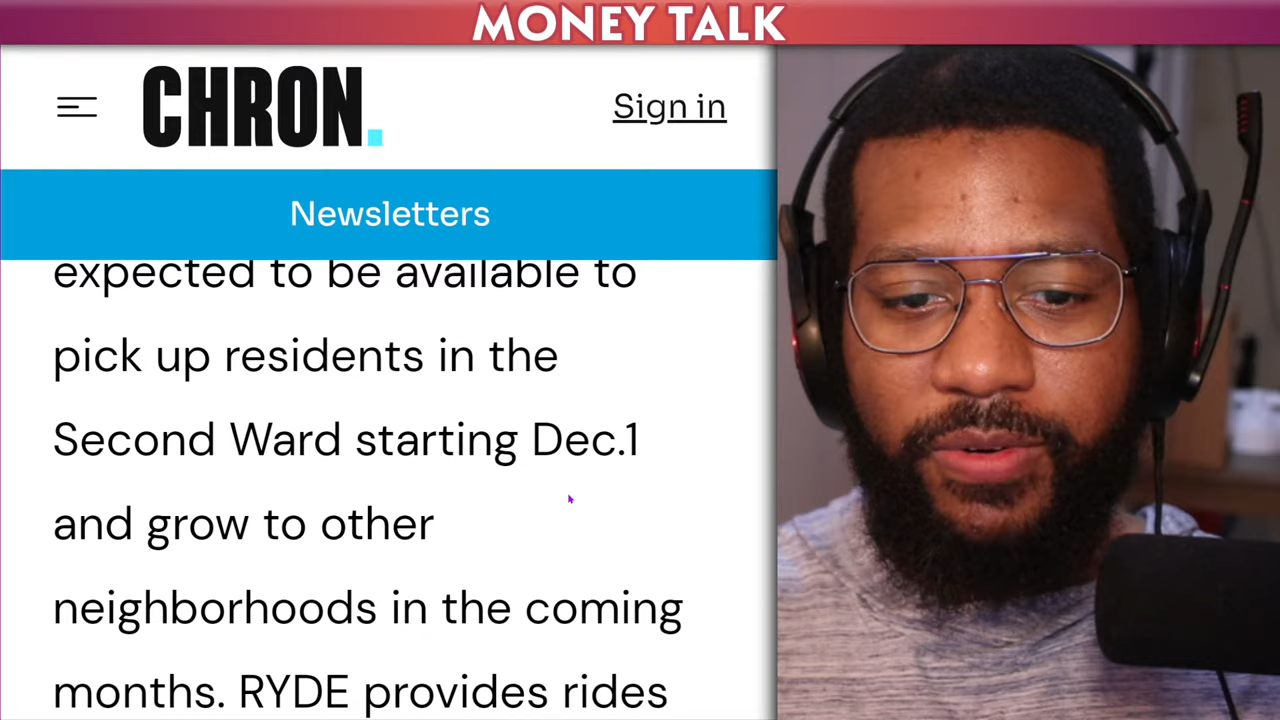 MONEY TALK
CHRON.
Sign in
Newsletters
expected to be available to
pick up residents in the
Second Ward starting Dec.1
and grow to other
neighborhoods in the coming
months. RYDE provides rides